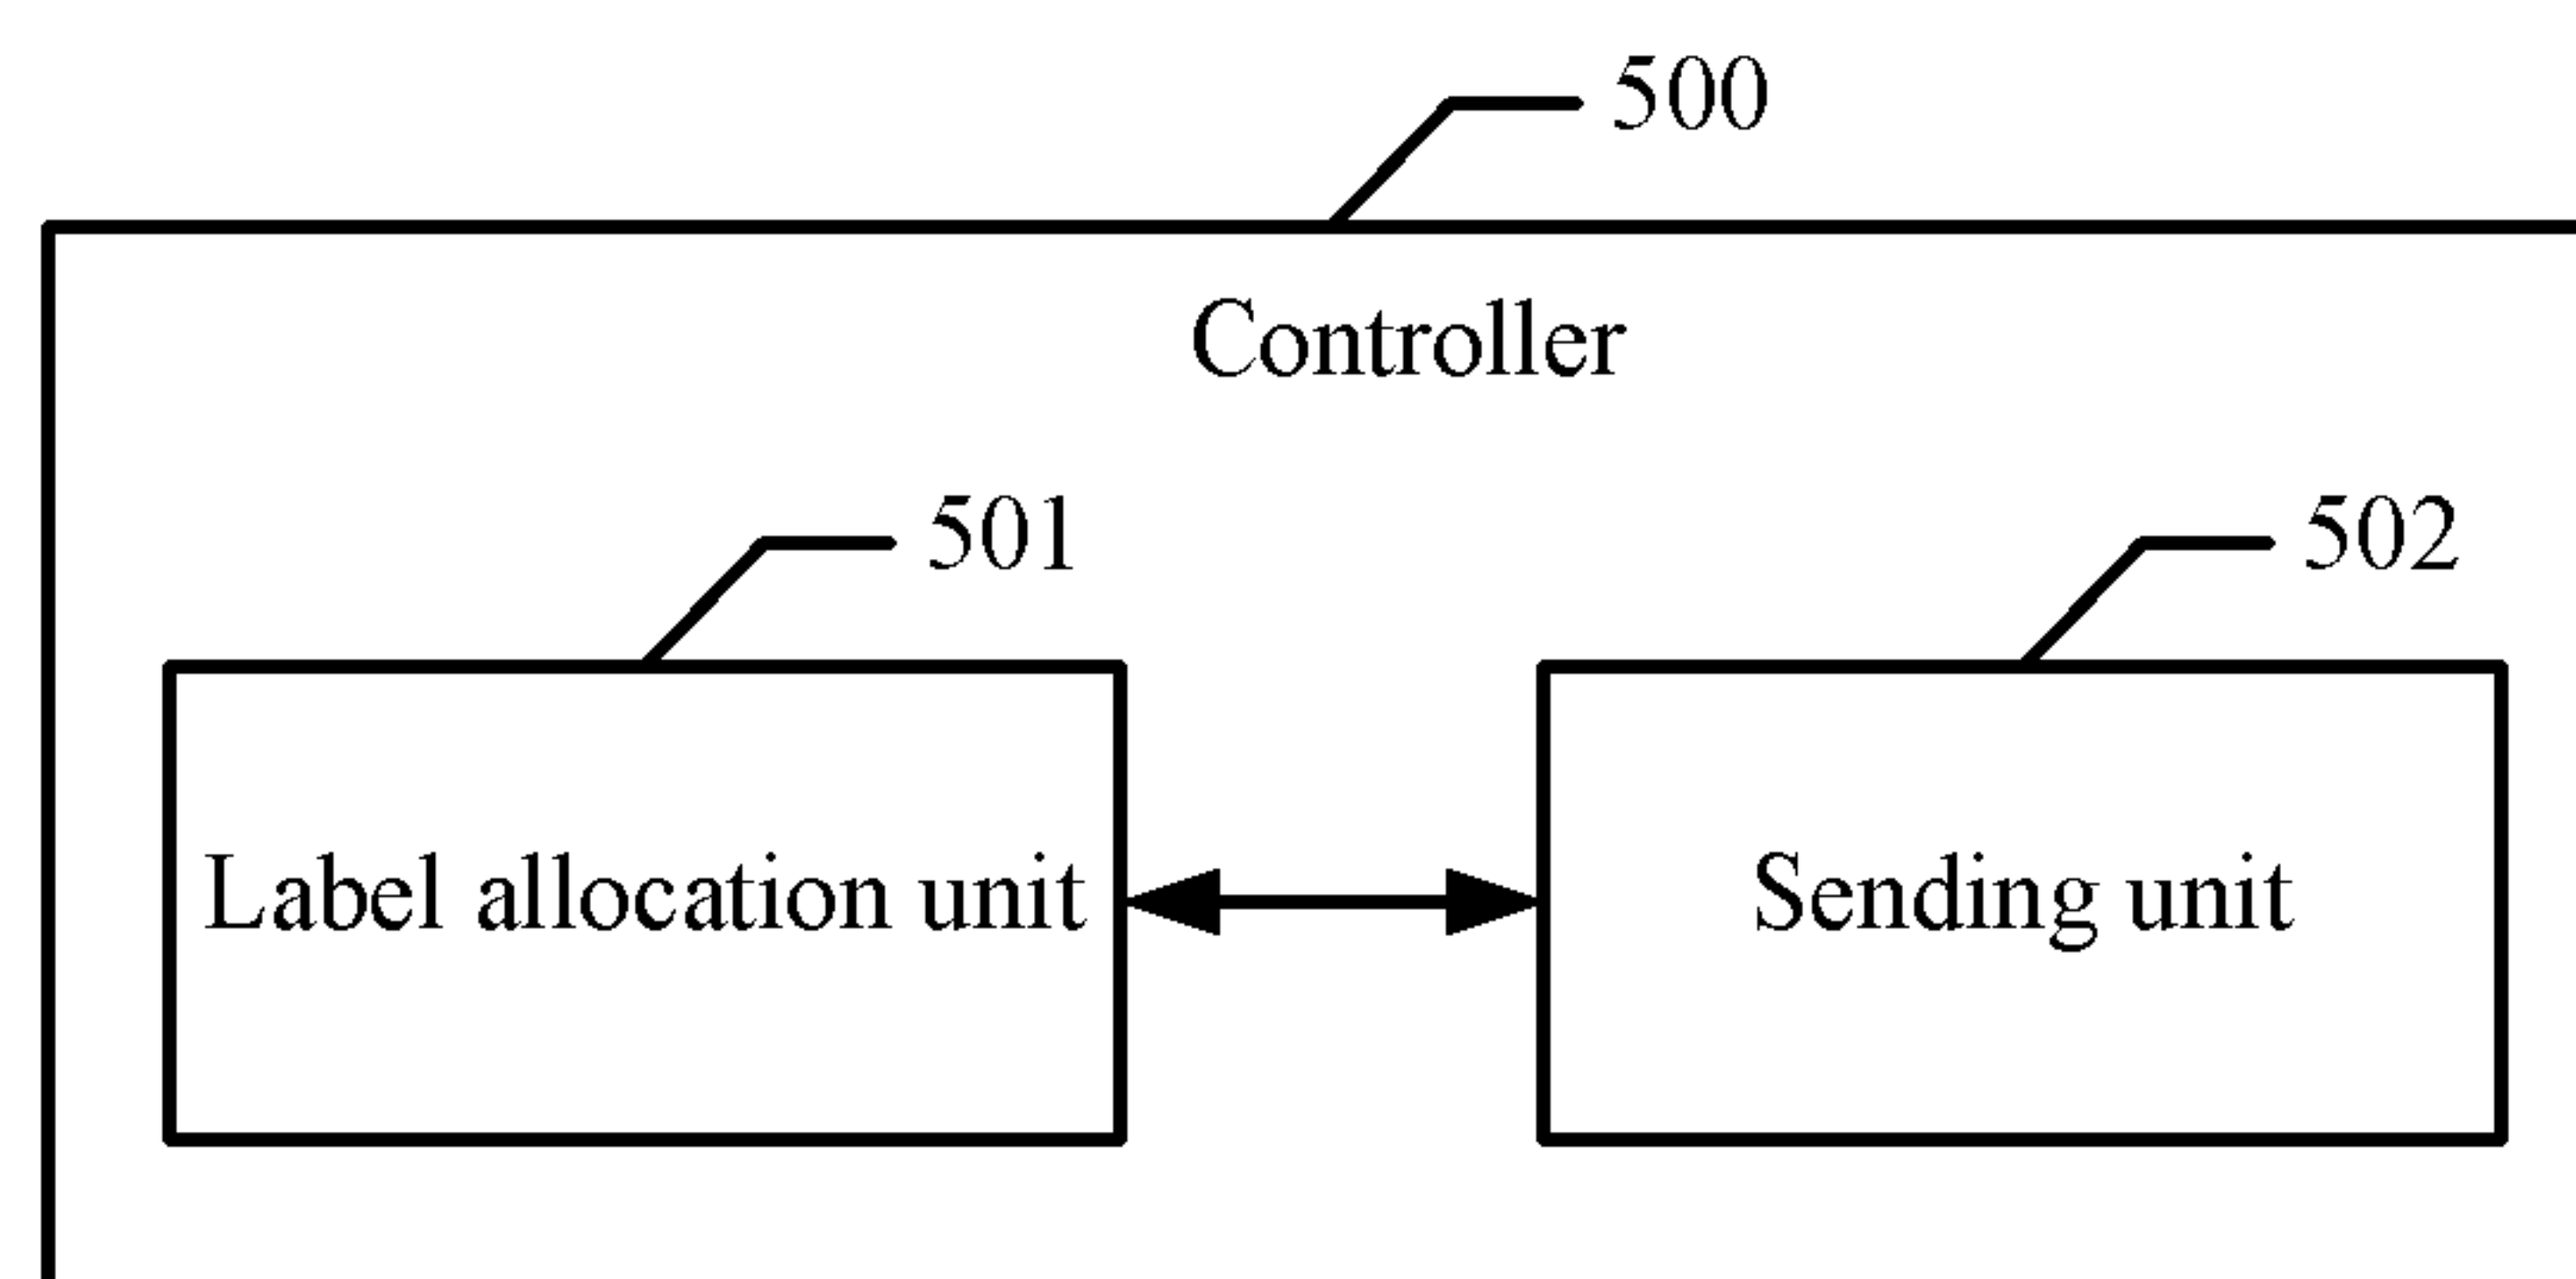 500
Controller
501
502
Label allocation unit
Sending unit